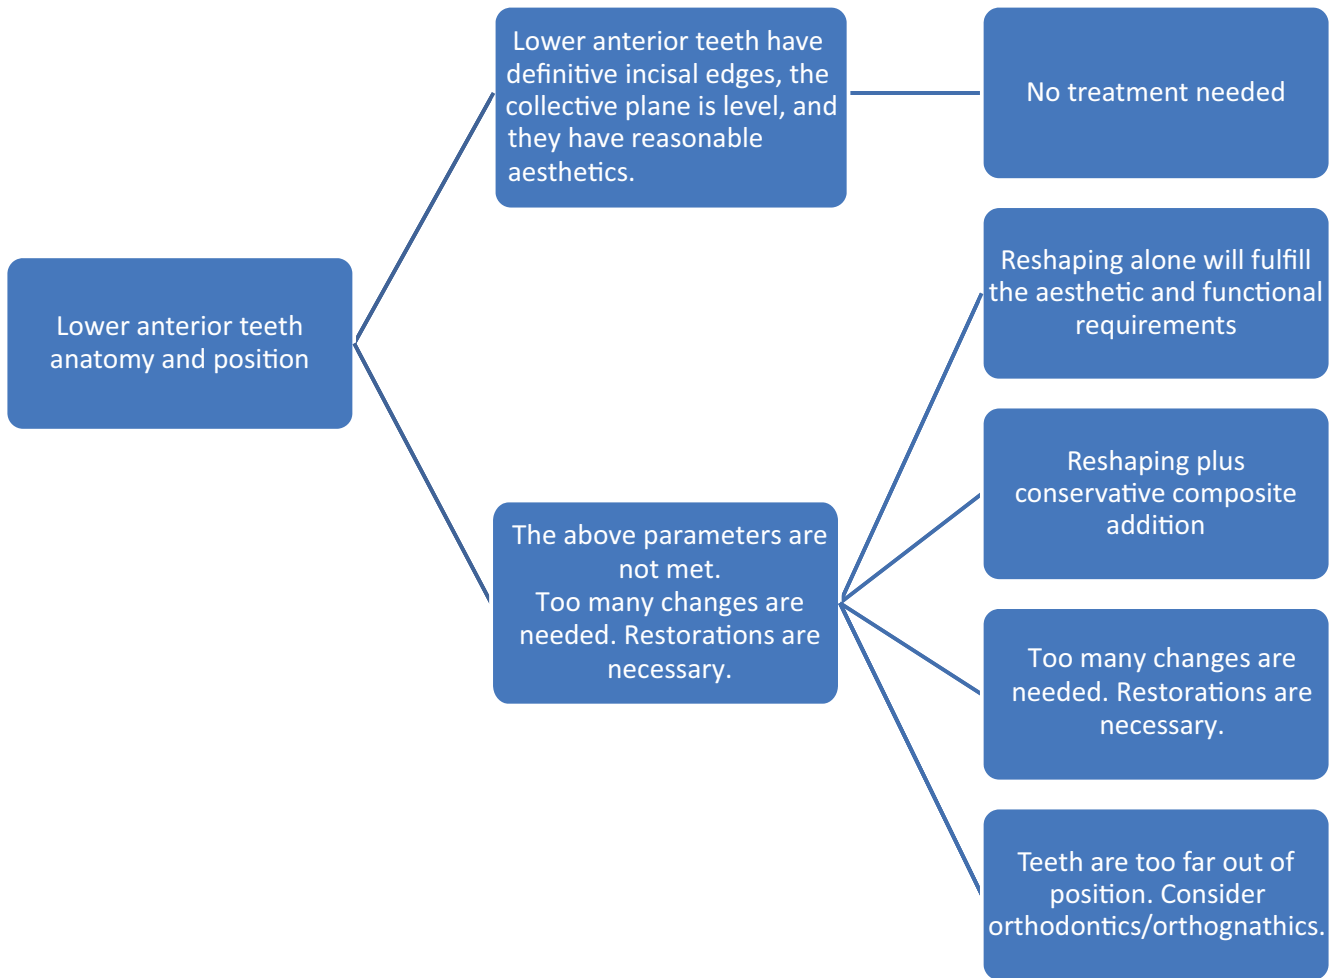 Lower anterior teeth
anatomy and position
Lower anterior teeth have
definitive incisal edges, the
collective plane is level, and
they have reasonable
aesthetics.
No treatment needed
The above parameters are
not met.
Too many changes are
needed. Restorations are
necessary.
Reshaping alone will fulfill
the aesthetic and functional
requirements
Reshaping plus
conservative composite
addition
Too many changes are
needed. Restorations are
necessary.
Teeth are too far out of
position. Consider
orthodontics/orthognathics.